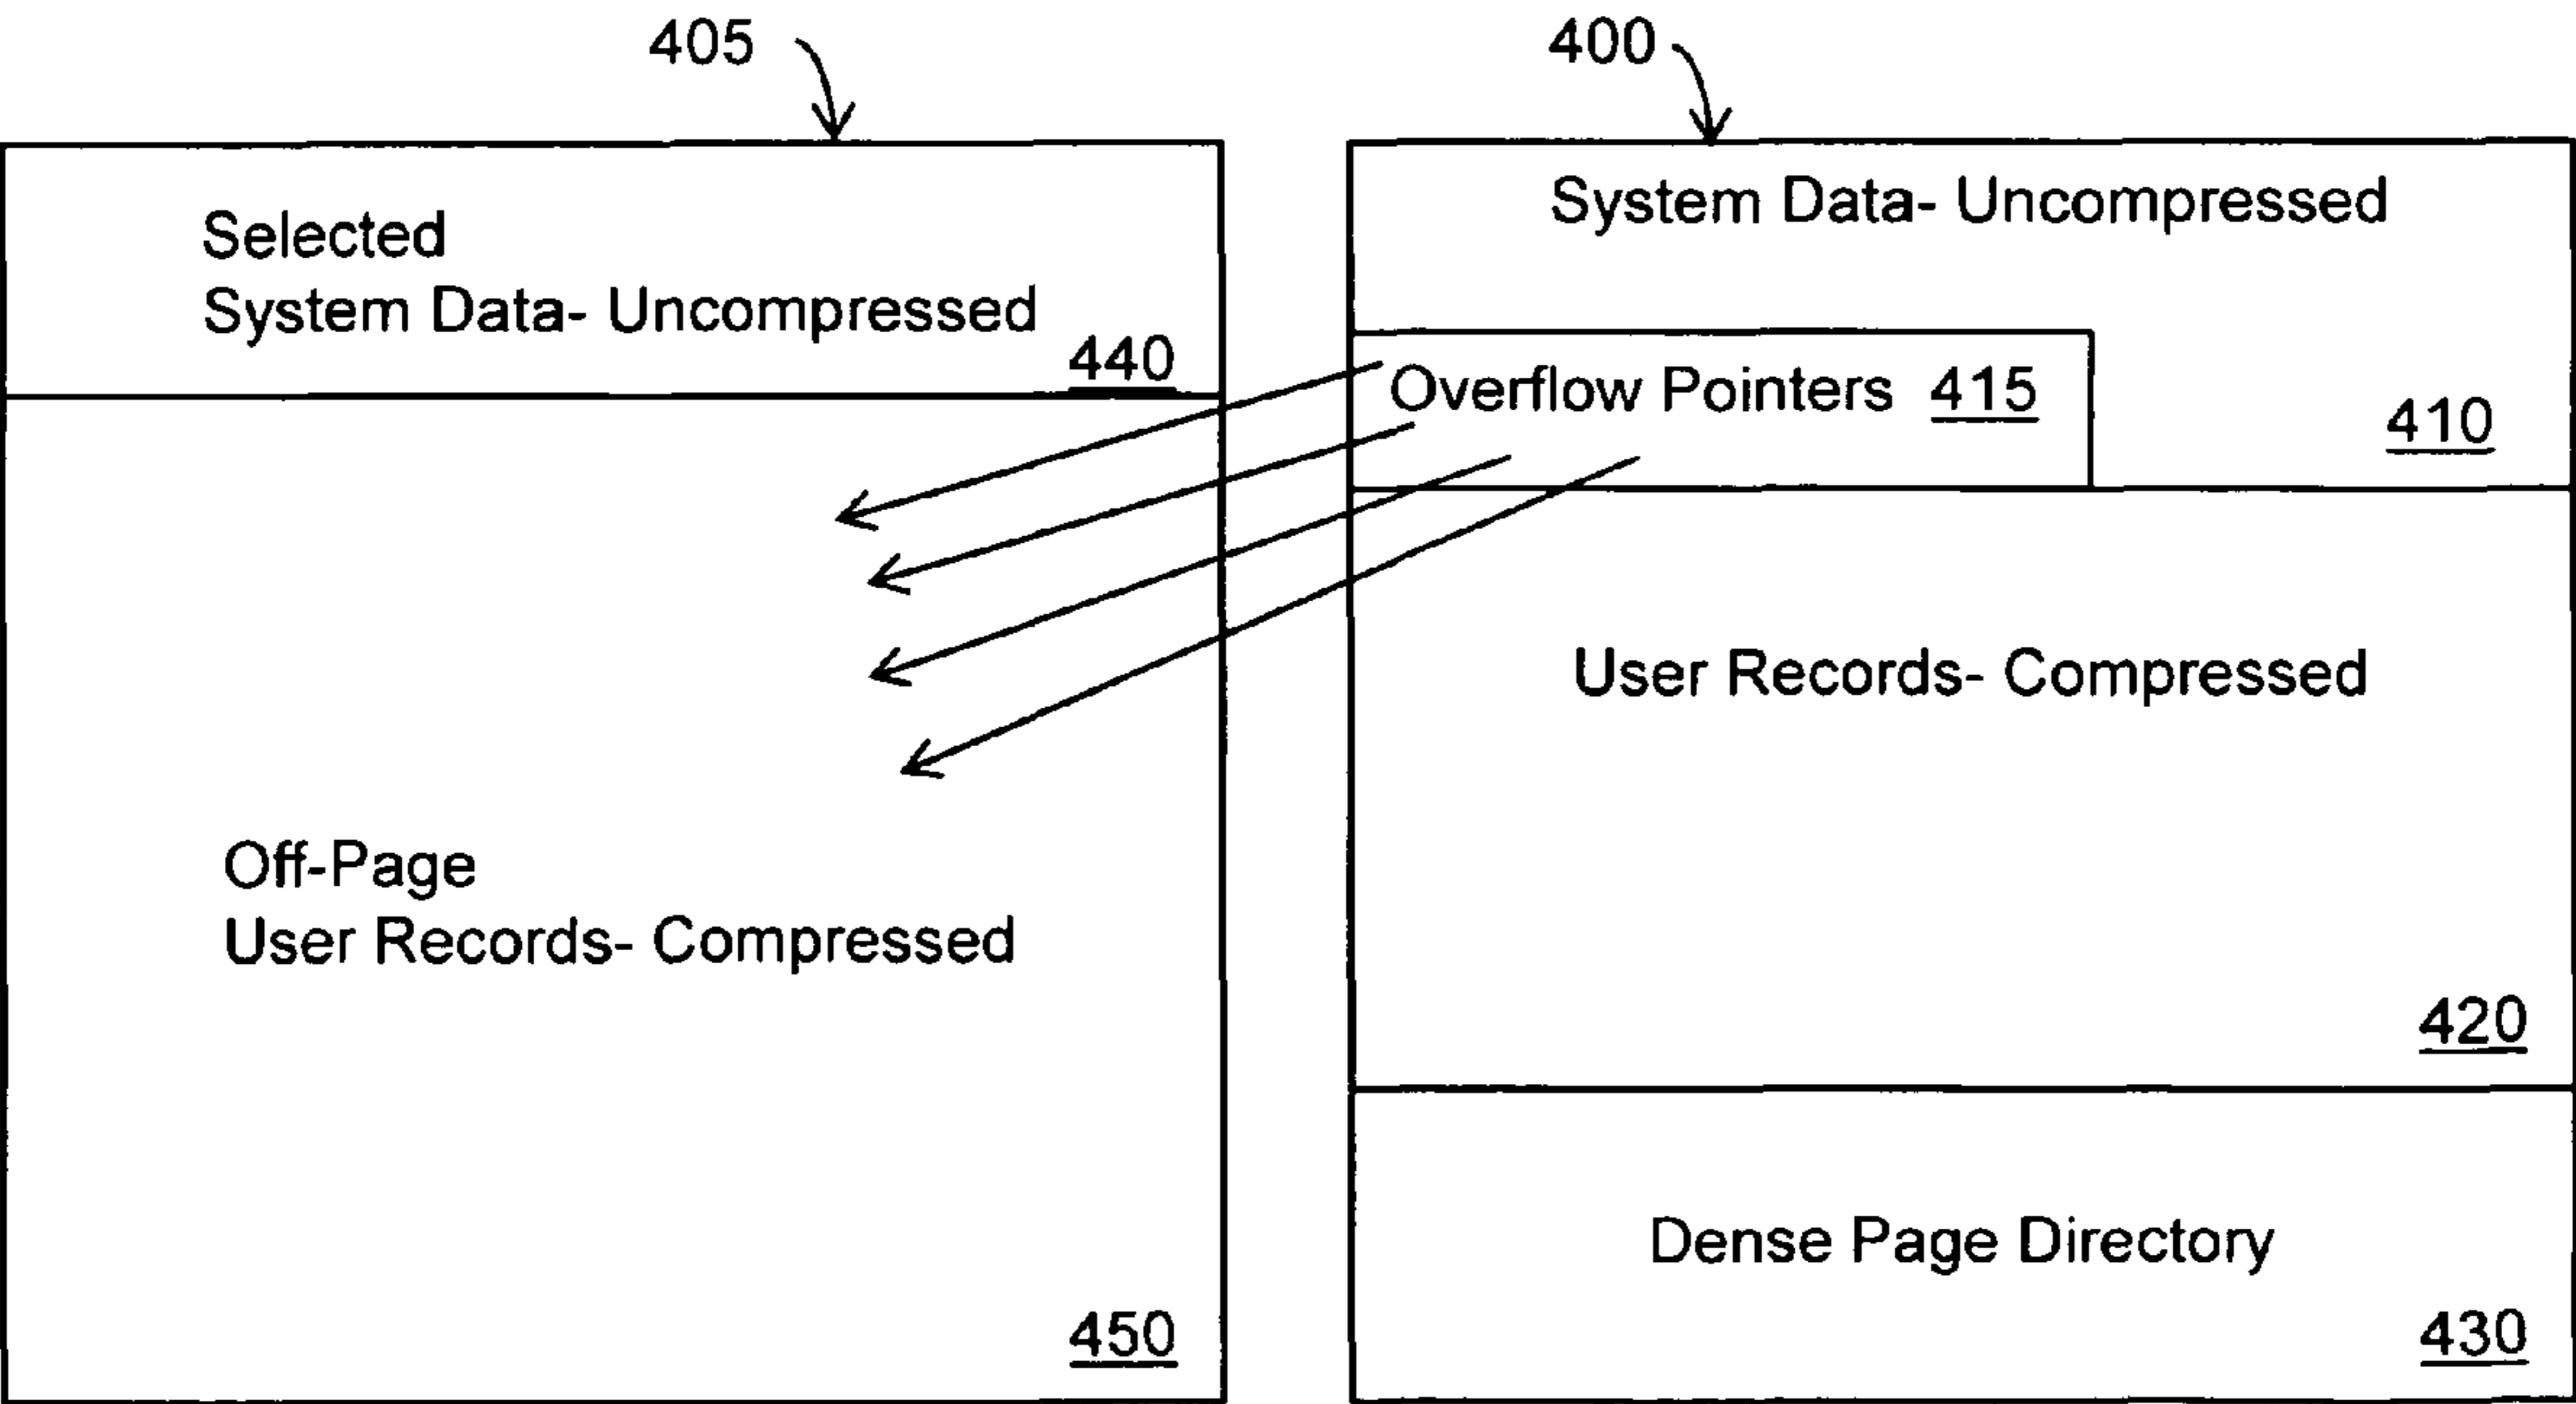 405
400
Selected
System Data- Uncompressed
440
System Data- Uncompressed
Overflow Pointers 415
410
User Records- Compressed
420
Off-Page
User Records- Compressed
450
Dense Page Directory
430